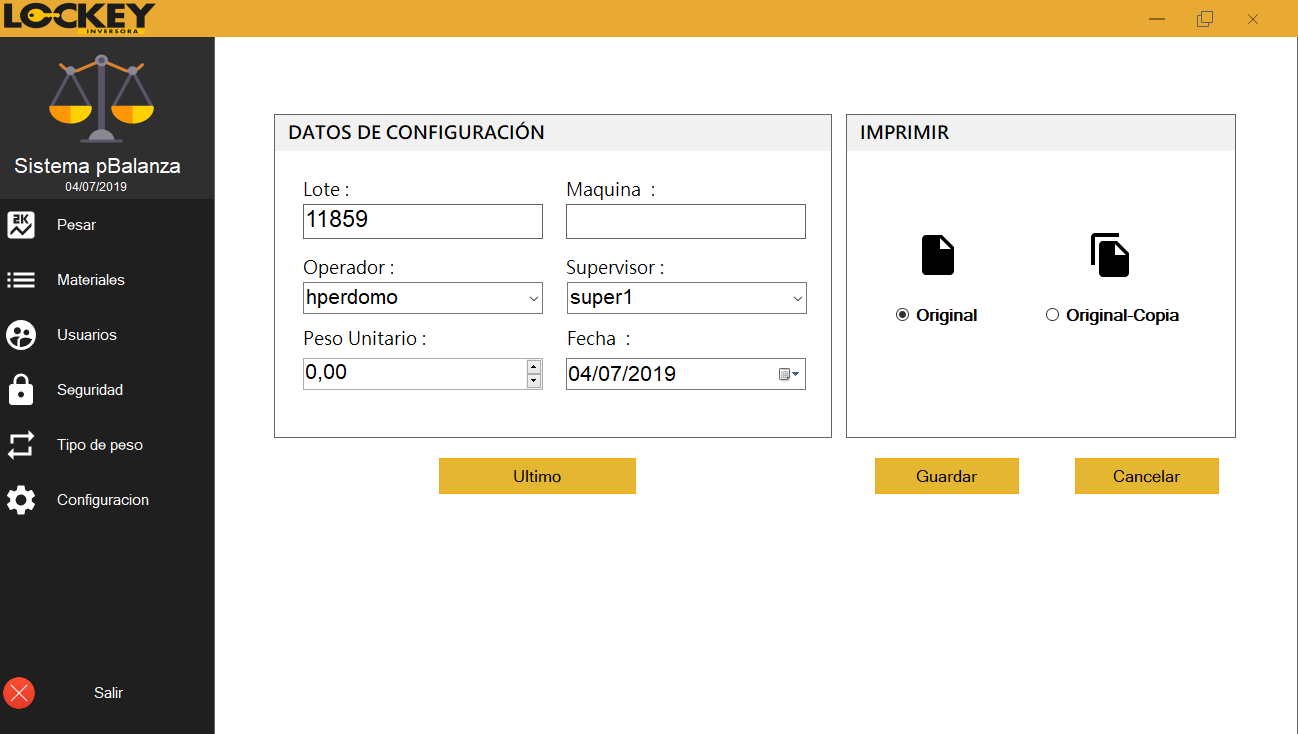 LOCKEY
INVERSORA
Sistema pBalanza
04/07/2019
2K
Pesar
Materiales
Usuarios
Seguridad
Tipo de peso
Configuracion
Salir
DATOS DE CONFIGURACIÓN
Lote :
Maquina :
11859
Operador :
Supervisor :
hperdomo
super1
Peso Unitario :
Fecha :
0,00
04/07/2019
Ultimo
IMPRIMIR
Original
Original-Copia
Guardar
Cancelar